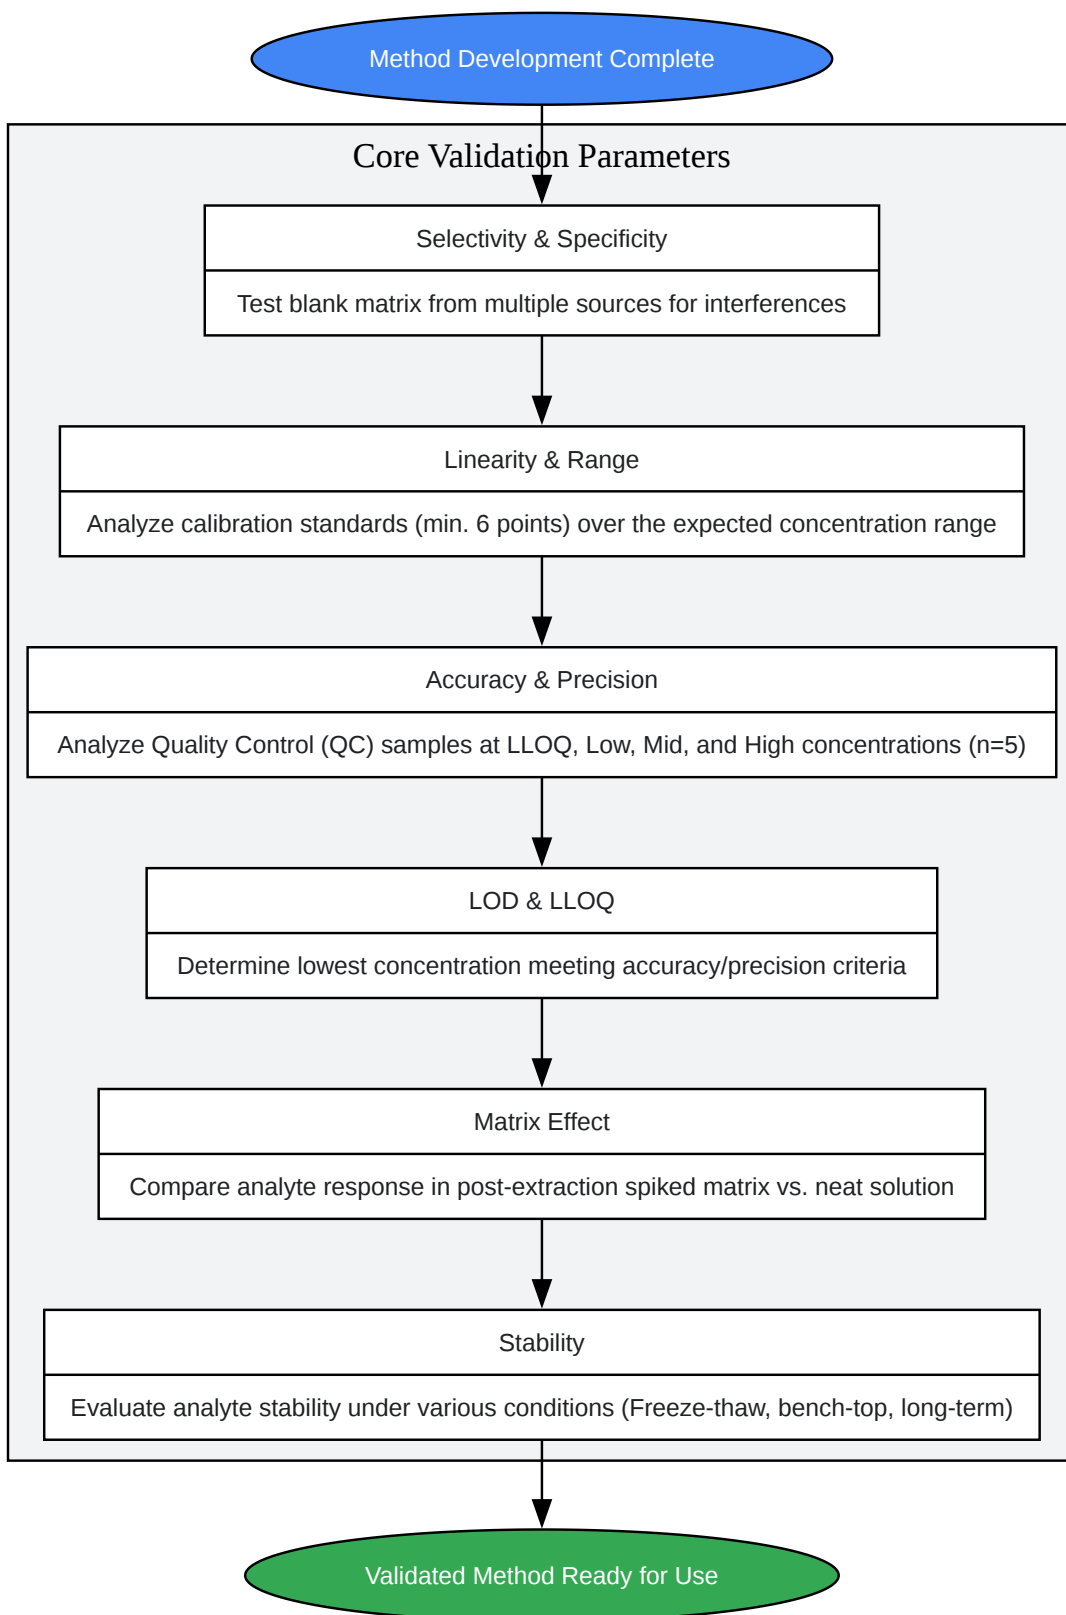 Method Development Complete
Core Validation Parameters
Selectivity & Specificity
Test blank matrix from multiple sources for interferences
Linearity & Range
Analyze calibration standards (min. 6 points) over the expected concentration range
Accuracy & Precision
Analyze Quality Control (QC) samples at LLOQ, Low, Mid, and High concentrations (n=5)
LOD & LLOQ
Determine lowest concentration meeting accuracy/precision criteria
Matrix Effect
Compare analyte response in post-extraction spiked matrix vs. neat solution
Stability
Evaluate analyte stability under various conditions (Freeze-thaw, bench-top, long-term)
Validated Method Ready for Use